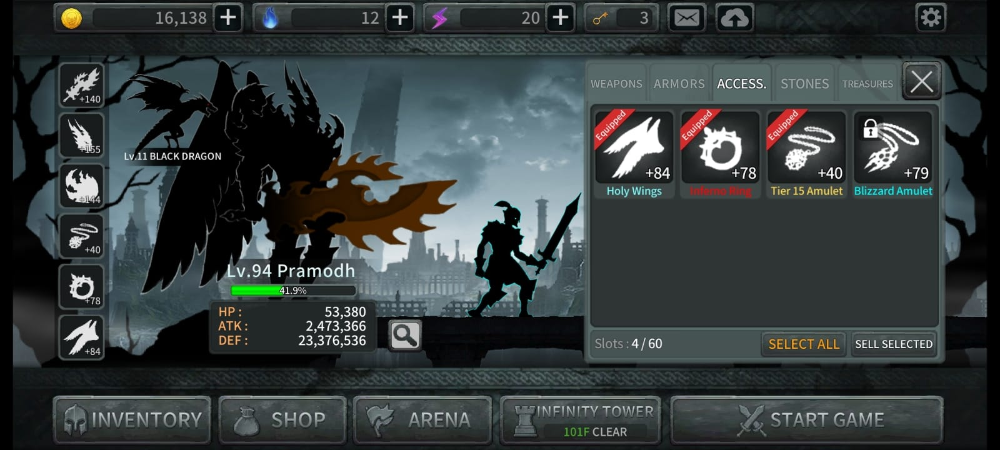 16,138 12 20 3
WEAPONS ARMORS ACCESS. STONES TREASURES
+140
+155
+144
+40
+78
+84
Lv.11 BLACK DRAGON
Equipped
+84
Holy Wings
Equipped
+78
Inferno Ring
Equipped
+40
Tier 15 Amulet
+79
Blizzard Amulet
Lv.94 Pramodh
41.9%
HP : 53,380
ATK : 2,473,366
DEF : 23,376,536
Slots : 4 / 60 SELECT ALL SELL SELECTED
INVENTORY
SHOP
ARENA
INFINITY TOWER
101F CLEAR
START GAME